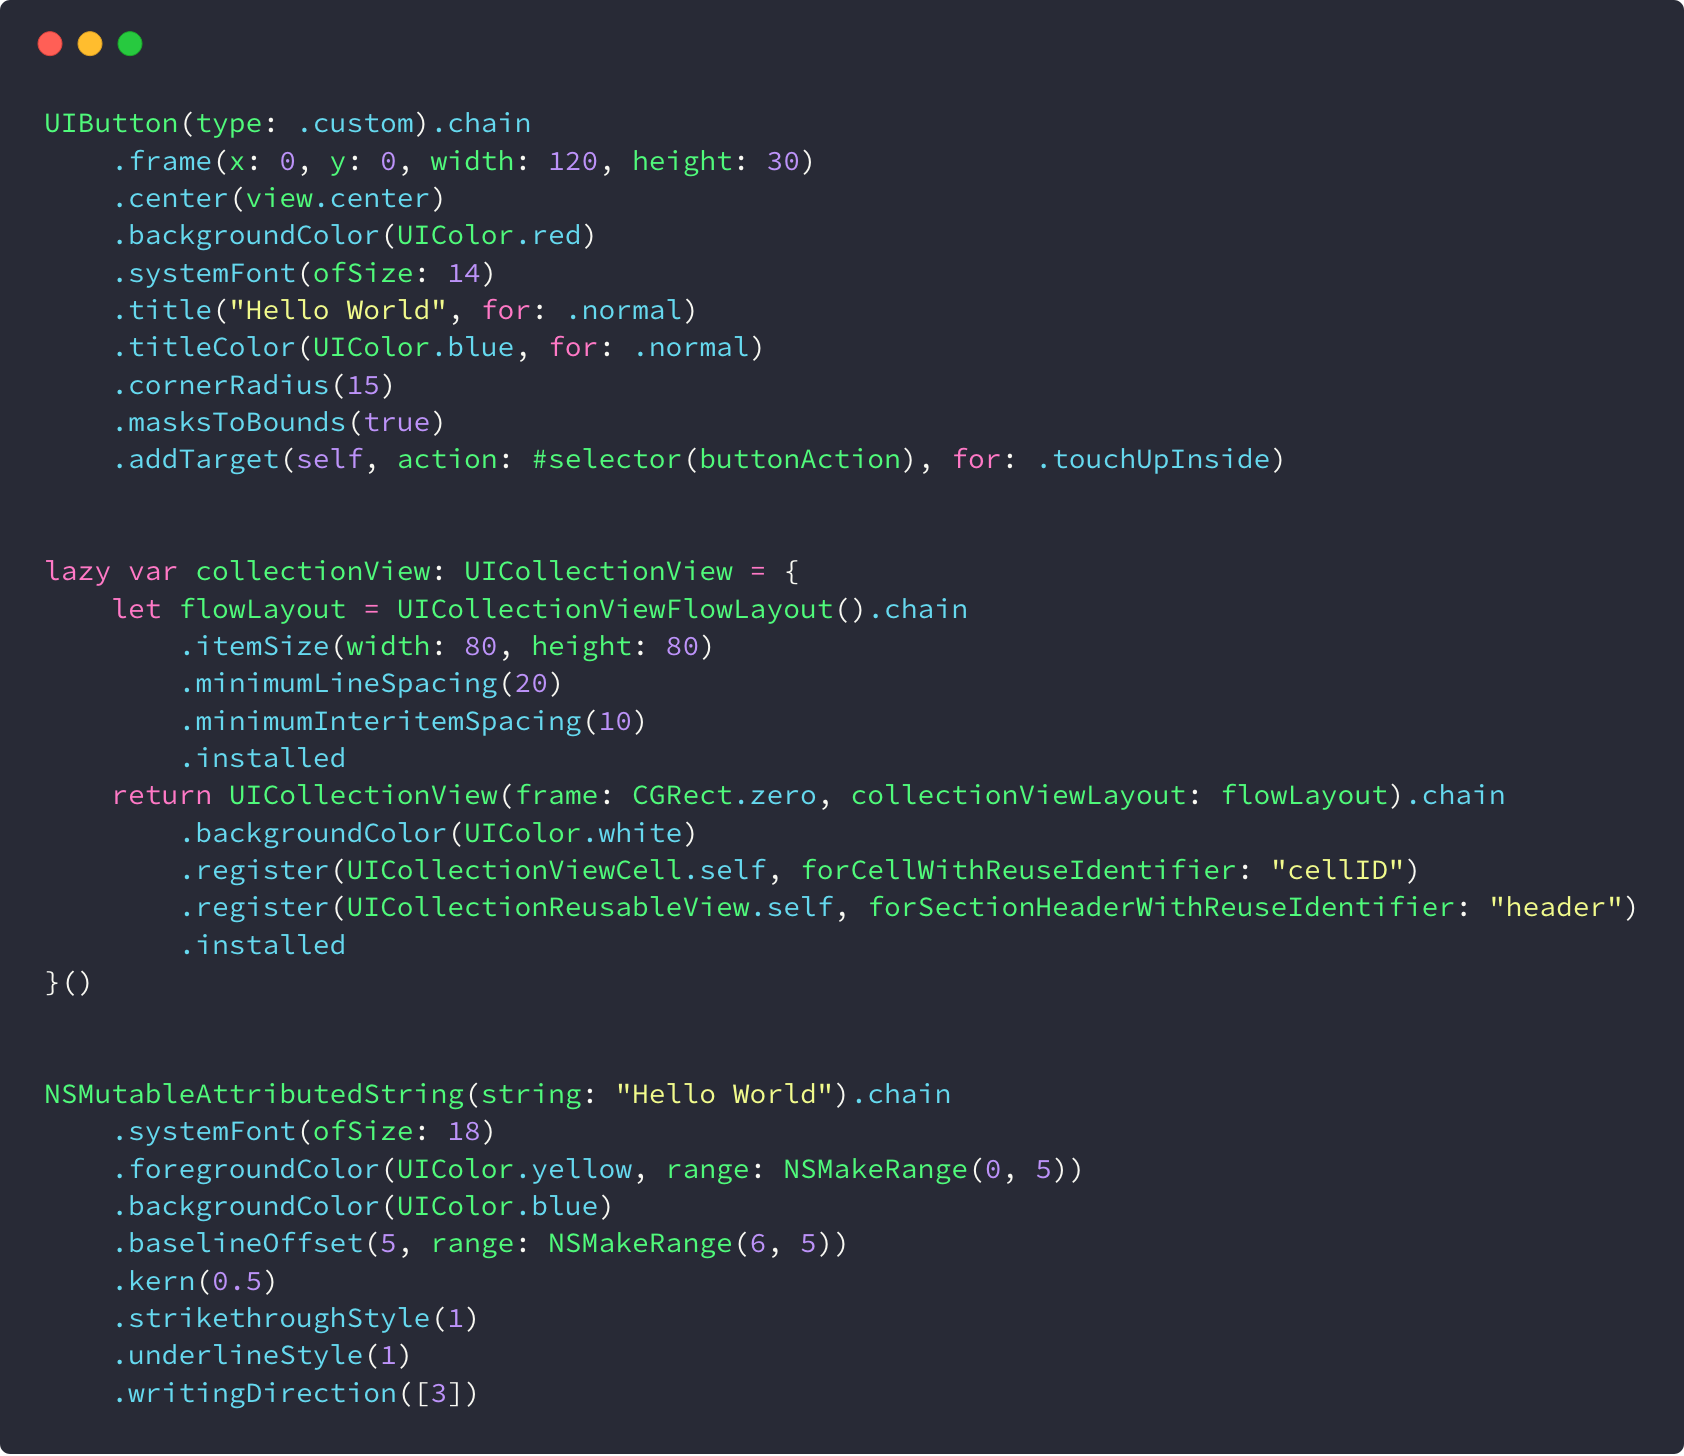 UIButton(type: .custom).chain
    .frame(x: 0, y: 0, width: 120, height: 30)
    .center(view.center)
    .backgroundColor(UIColor.red)
    .systemFont(ofSize: 14)
    .title("Hello World", for: .normal)
    .titleColor(UIColor.blue, for: .normal)
    .cornerRadius(15)
    .masksToBounds(true)
    .addTarget(self, action: #selector(buttonAction), for: .touchUpInside)
lazy var collectionView: UICollectionView = {
    let flowLayout = UICollectionViewFlowLayout().chain
        .itemSize(width: 80, height: 80)
        .minimumLineSpacing(20)
        .minimumInteritemSpacing(10)
        .installed
    return UICollectionView(frame: CGRect.zero, collectionViewLayout: flowLayout).chain
        .backgroundColor(UIColor.white)
        .register(UICollectionViewCell.self, forCellWithReuseIdentifier: "cellID")
        .register(UICollectionReusableView.self, forSectionHeaderWithReuseIdentifier: "header")
        .installed
}()
NSMutableAttributedString(string: "Hello World").chain
    .systemFont(ofSize: 18)
    .foregroundColor(UIColor.yellow, range: NSMakeRange(0, 5))
    .backgroundColor(UIColor.blue)
    .baselineOffset(5, range: NSMakeRange(6, 5))
    .kern(0.5)
    .strikethroughStyle(1)
    .underlineStyle(1)
    .writingDirection([3])